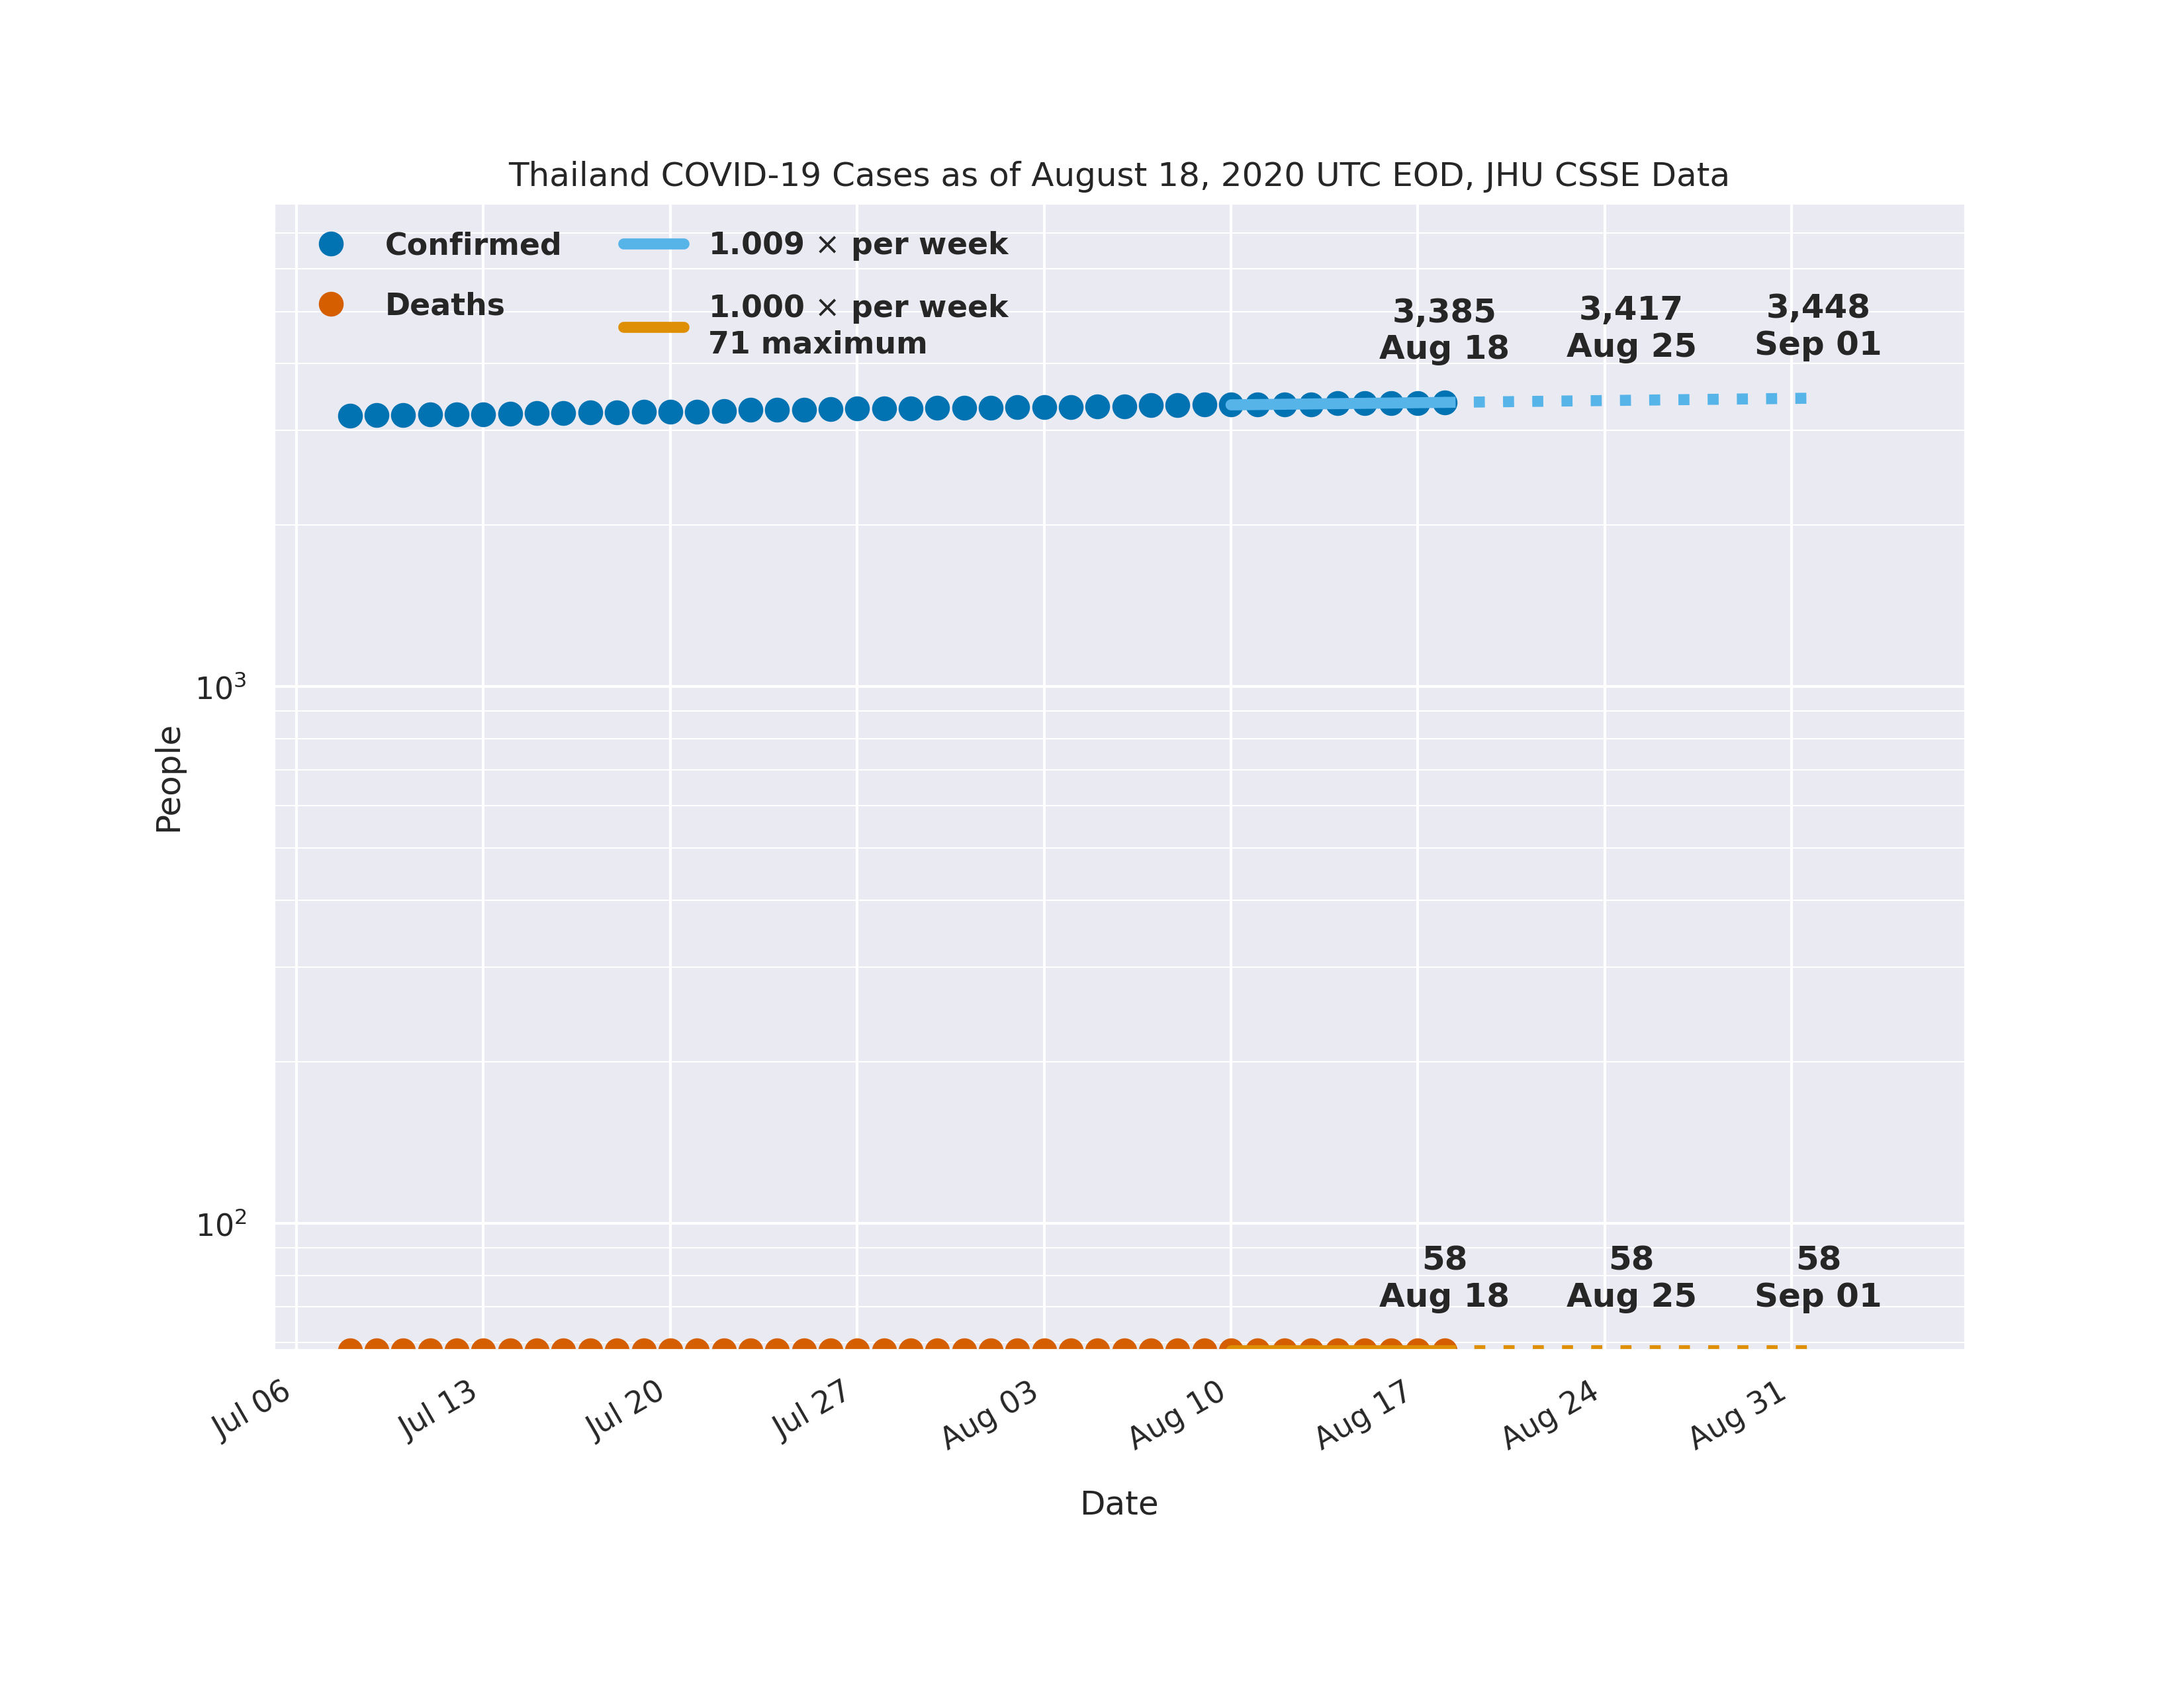 Thailand COVID-19 Cases as of August 18, 2020 UTC EOD, JHU CSSE Data
Confirmed
Deaths
1.009 × per week
1.000 × per week
71 maximum
3,385
Aug 18
3,417
Aug 25
3,448
Sep 01
10³
10²
People
58
Aug 18
58
Aug 25
58
Sep 01
Jul 06
Jul 13
Jul 20
Jul 27
Aug 03
Aug 10
Aug 17
Aug 24
Aug 31
Date